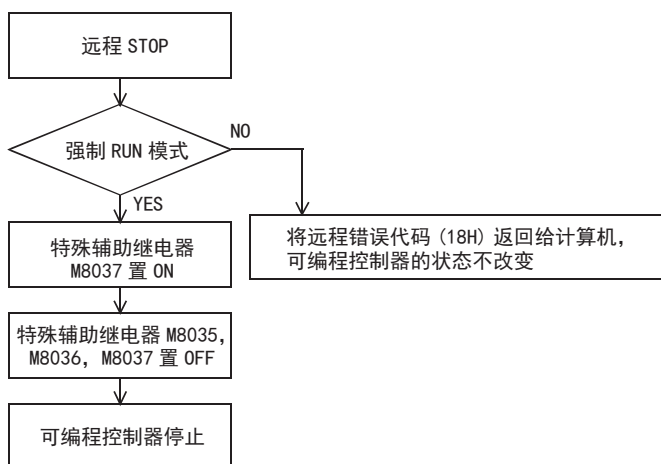 远程 STOP
强制 RUN 模式
NO
YES
特殊辅助继电器
M8037 置 ON
将远程错误代码 (18H) 返回给计算机，
可编程控制器的状态不改变
特殊辅助继电器 M8035，
M8036，M8037 置 OFF
可编程控制器停止